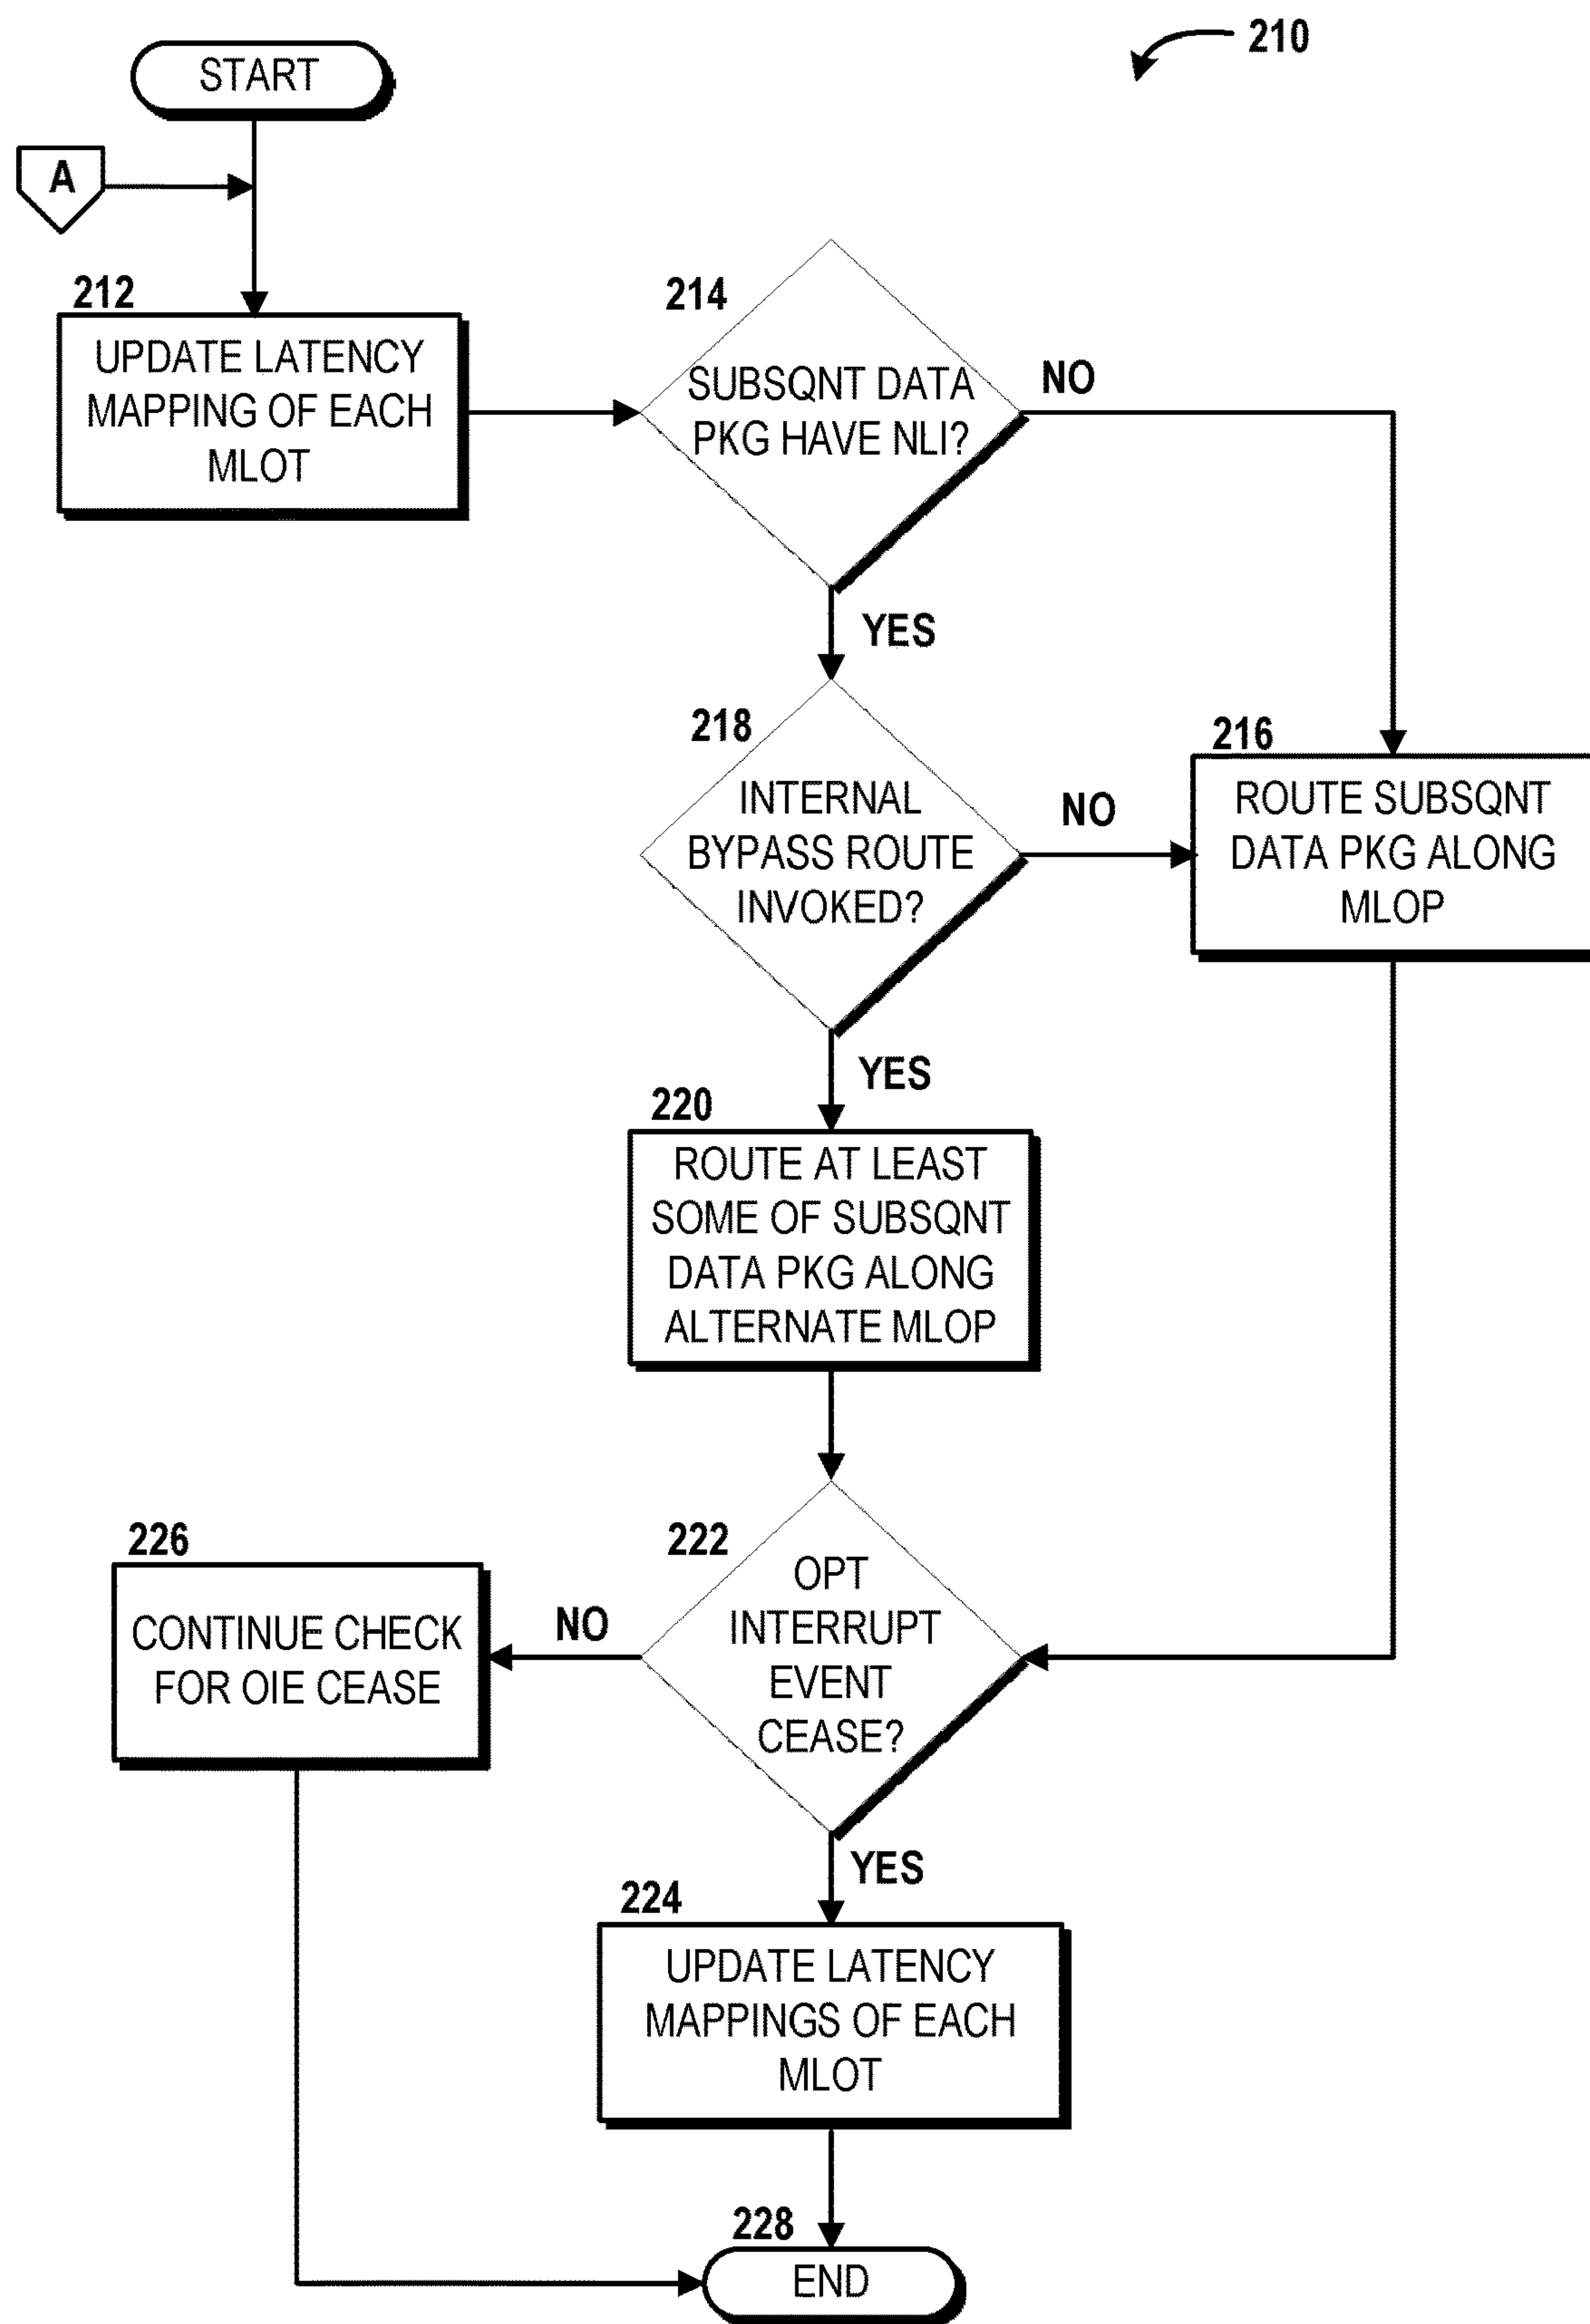 210
START
A
212
UPDATE LATENCY
MAPPING OF EACH
MLOT
214
SUBSQNT DATA
PKG HAVE NLI?
NO
YES
218
INTERNAL
BYPASS ROUTE
INVOKED?
NO
216
ROUTE SUBSQNT
DATA PKG ALONG
MLOP
YES
220
ROUTE AT LEAST
SOME OF SUBSQNT
DATA PKG ALONG
ALTERNATE MLOP
222
OPT
INTERRUPT
EVENT
CEASE?
NO
226
CONTINUE CHECK
FOR OIE CEASE
YES
224
UPDATE LATENCY
MAPPINGS OF EACH
MLOT
228
END